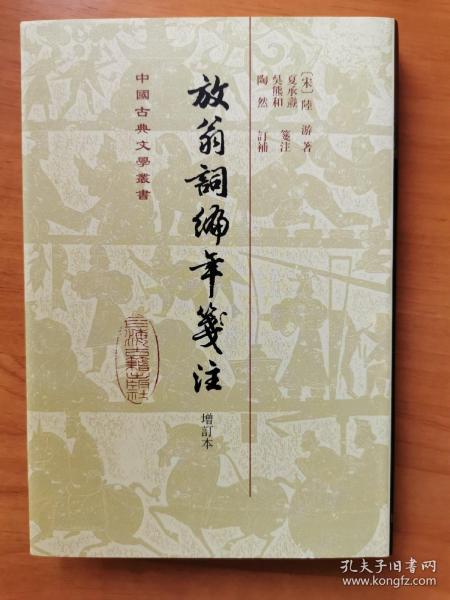 〔宋〕陸游 著
夏承燾
吳熊和 箋注
陶然 訂補
放翁詞編年箋注
增訂本
中國古典文學叢書
上海古籍出版社
孔夫子旧书网
www.kongfz.com